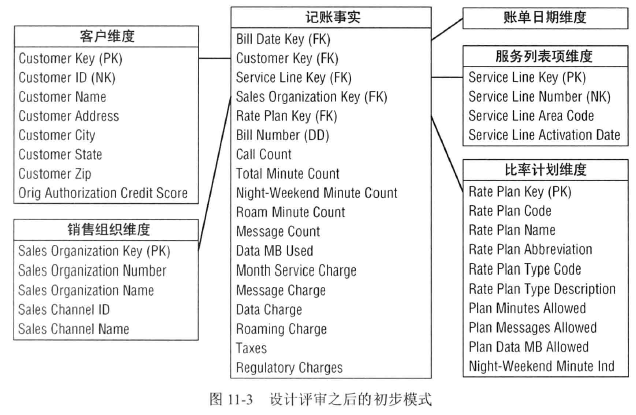 客户维度
Customer Key (PK)
Customer ID (NK)
Customer Name
Customer Address
Customer City
Customer State
Customer Zip
Orig Authorization Credit Score
销售组织维度
Sales Organization Key (PK)
Sales Organization Number
Sales Organization Name
Sales Channel ID
Sales Channel Name
记账事实
Bill Date Key (FK)
Customer Key (FK)
Service Line Key (FK)
Sales Organization Key (FK)
Rate Plan Key (FK)
Bill Number (DD)
Call Count
Total Minute Count
Night-Weekend Minute Count
Roam Minute Count
Message Count
Data MB Used
Month Service Charge
Message Charge
Data Charge
Roaming Charge
Taxes
Regulatory Charges
账单日期维度
服务列表项维度
Service Line Key (PK)
Service Line Number (NK)
Service Line Area Code
Service Line Activation Date
比率计划维度
Rate Plan Key (PK)
Rate Plan Code
Rate Plan Name
Rate Plan Abbreviation
Rate Plan Type Code
Rate Plan Type Description
Plan Minutes Allowed
Plan Messages Allowed
Plan Data MB Allowed
Night-Weekend Minute Ind
图 11-3 设计评审之后的初步模式